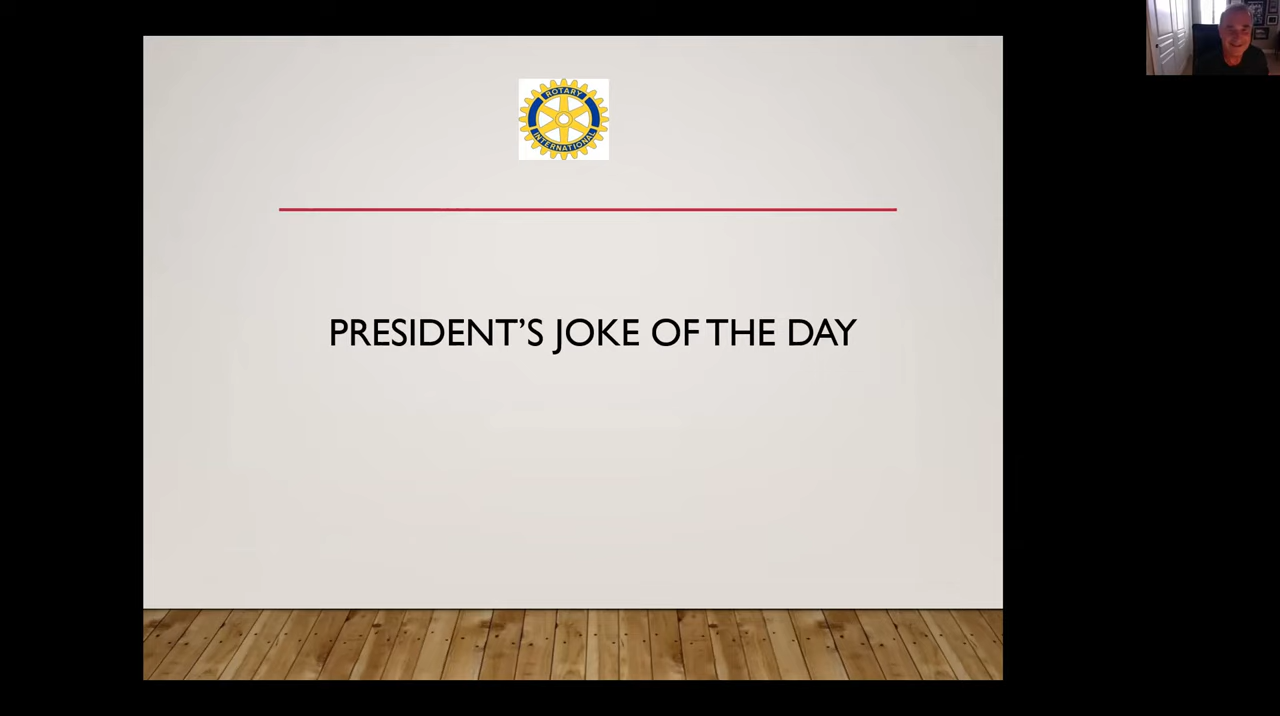 ROTARY
INTERNATIONAL
PRESIDENT’S JOKE OF THE DAY